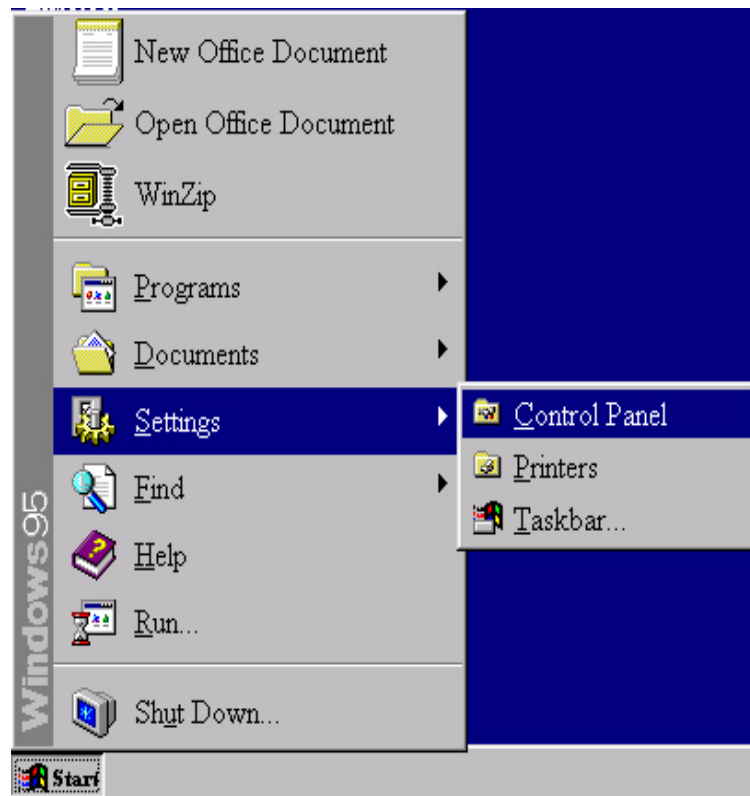 New Office Document
Open Office Document
WinZip
Programs
Documents
Settings
Find
Help
Run...
Shut Down...
Control Panel
Printers
Taskbar...
Windows95
Start